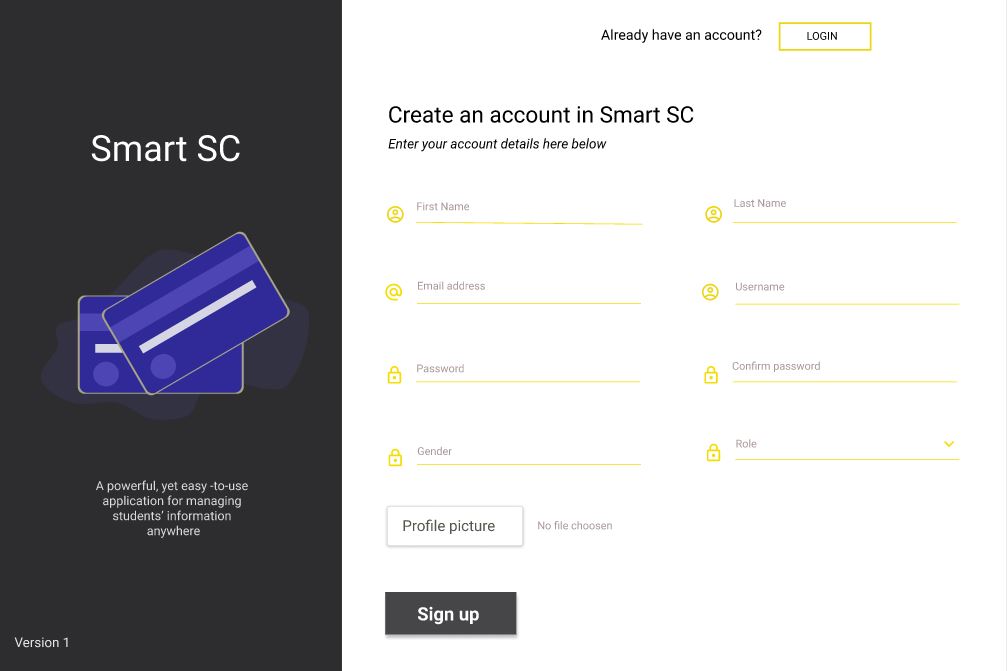 Smart SC
A powerful, yet easy -to-use
application for managing
students' information
anywhere
Version 1
Already have an account?
LOGIN
Create an account in Smart SC
Enter your account details here below
First Name
Last Name
Email address
Username
Password
Confirm password
Gender
Role
Profile picture
No file choosen
Sign up